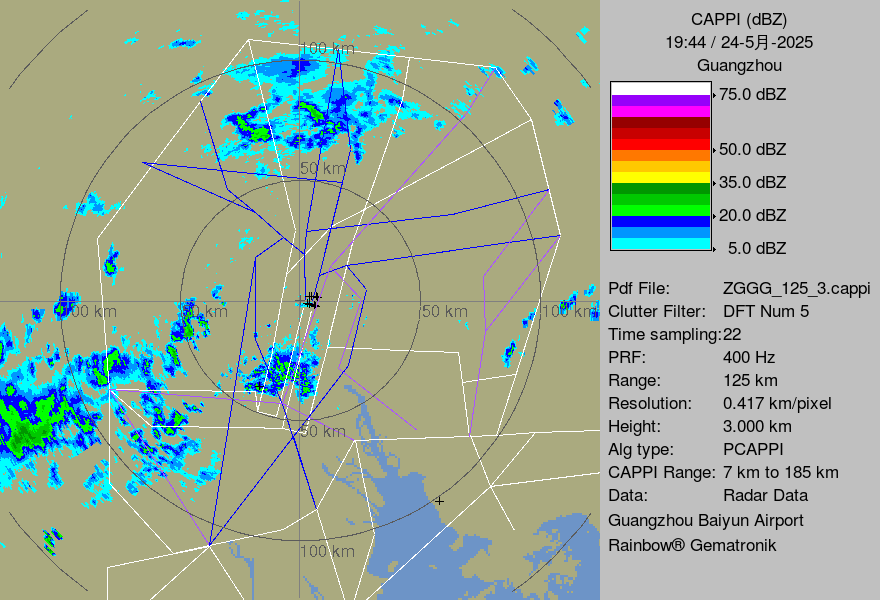 CAPPI (dBZ)
19:44 / 24-5月-2025
Guangzhou
75.0 dBZ
50.0 dBZ
35.0 dBZ
20.0 dBZ
5.0 dBZ
Pdf File: ZGGG_125_3.cappi
Clutter Filter: DFT Num 5
Time sampling:22
PRF: 400 Hz
Range: 125 km
Resolution: 0.417 km/pixel
Height: 3.000 km
Alg type: PCAPPI
CAPPI Range: 7 km to 185 km
Data: Radar Data
Guangzhou Baiyun Airport
Rainbow® Gematronik
100 km
50 km
100 km
50 km
50 km
100 km
50 km
100 km